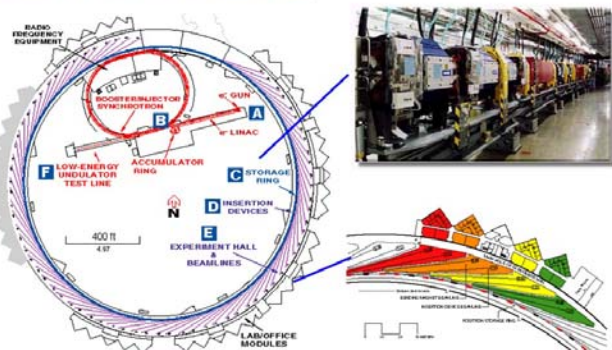 RADIO
FREQUENCY
EQUIPMENT
GUN
A
BOOSTER/INJECTOR
SYNCHROTRON
B
LINAC
F
LOW-ENERGY
UNDULATOR
TEST LINE
ACCUMULATOR
RING
C STORAGE
RING
N
D INSERTION
DEVICES
400 ft
E
EXPERIMENT HALL
&
BEAMLINES
LAB/OFFICE
MODULES